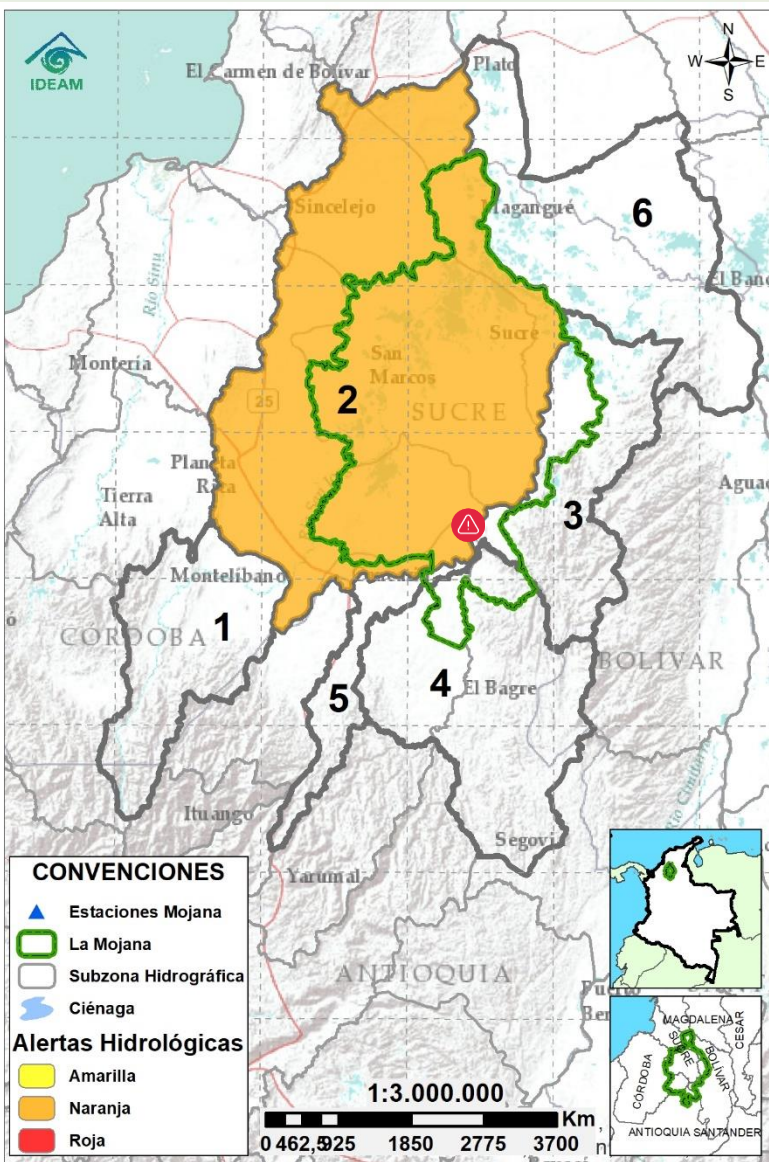 IDEAM
N
W E
S
El Carmen de Bolívar
Plato
Sincelejo
Magangué
6
El Banc
Río Sinú
Montería
San
Marcos
Sucre
2
SUCRE
25
Planeta
Rica
Tierra
Alta
Aguac
3
Montelíbano
CÓRDOBA
1
BOLIVAR
5
4
El Bagre
Ituango
Segovi
Yarumal
ANTIOQUIA
CONVENCIONES
Estaciones Mojana
La Mojana
Subzona Hidrográfica
Ciénaga
Alertas Hidrológicas
Amarilla
Naranja
Roja
1:3.000.000
Km
0 462,5 925 1850 2775 3700
MAGDALENA
CESAR
SUCRE
BOLÍVAR
CÓRDOBA
ANTIOQUIA SANTANDER